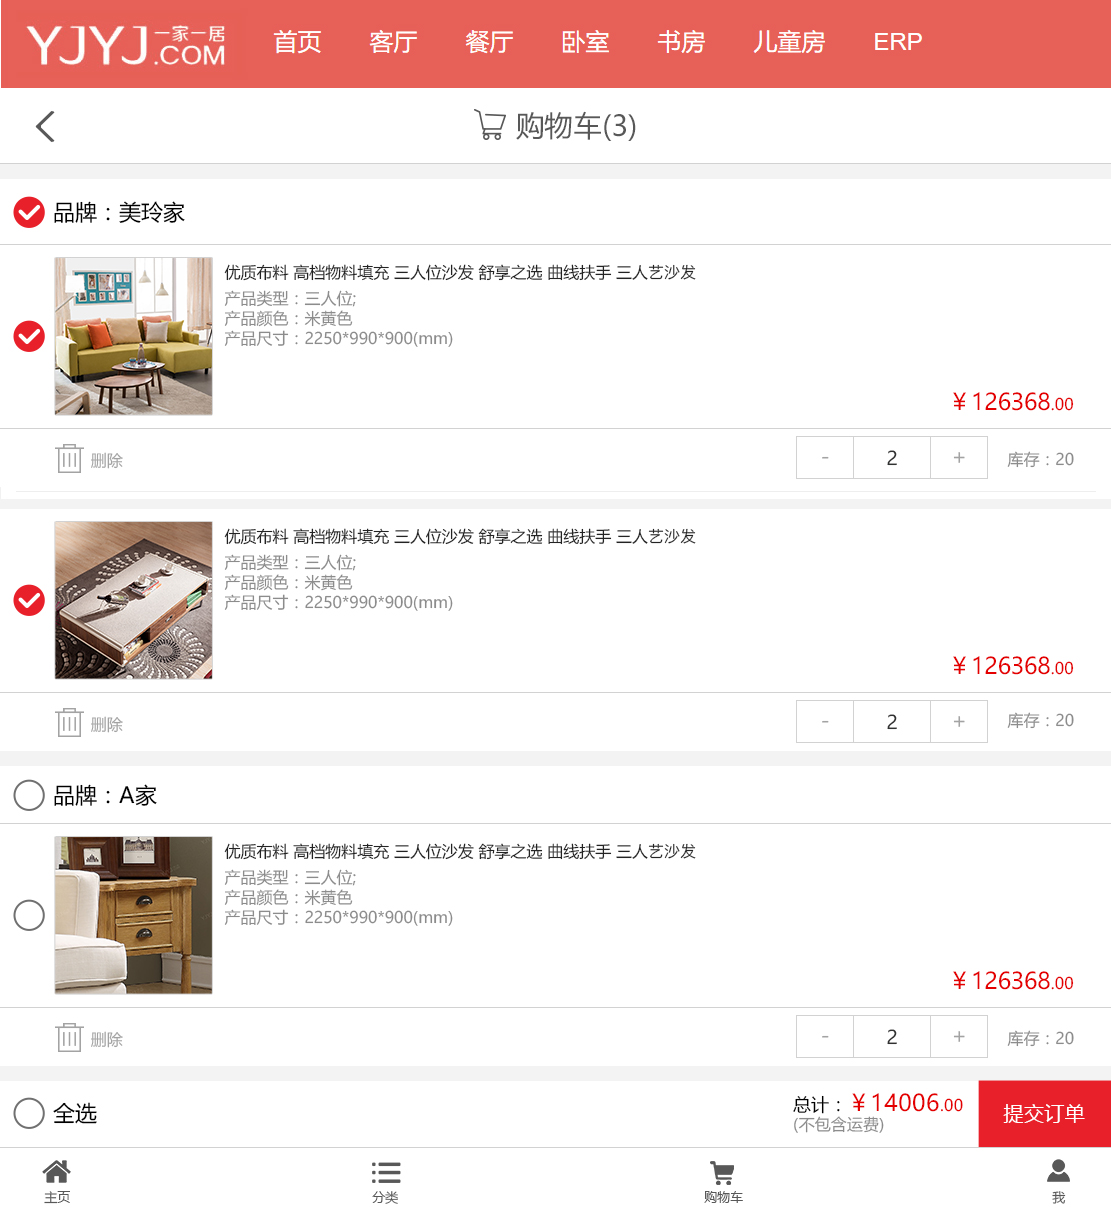 YJYJ一家一居.COM 首页 客厅 餐厅 卧室 书房 儿童房 ERP
购物车(3)
品牌：美玲家
优质布料 高档物料填充 三人位沙发 舒享之选 曲线扶手 三人艺沙发
产品类型：三人位;
产品颜色：米黄色
产品尺寸：2250*990*900(mm)
¥ 126368.00
删除 - 2 + 库存：20
优质布料 高档物料填充 三人位沙发 舒享之选 曲线扶手 三人艺沙发
产品类型：三人位;
产品颜色：米黄色
产品尺寸：2250*990*900(mm)
¥ 126368.00
删除 - 2 + 库存：20
品牌：A家
优质布料 高档物料填充 三人位沙发 舒享之选 曲线扶手 三人艺沙发
产品类型：三人位;
产品颜色：米黄色
产品尺寸：2250*990*900(mm)
¥ 126368.00
删除 - 2 + 库存：20
全选 总计：¥ 14006.00 提交订单
(不包含运费)
主页 分类 购物车 我